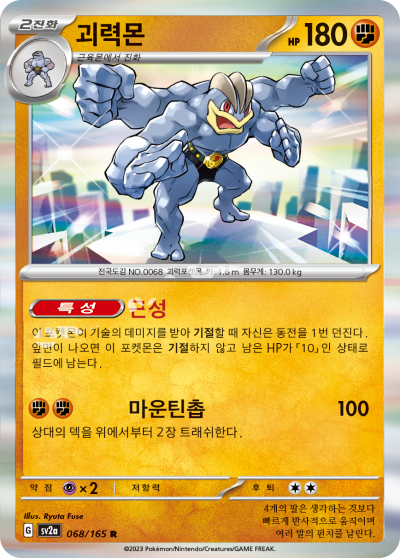 2진화 괴력몬 HP 180
근육몬에서 진화
전국도감 NO.0068 괴력포켓몬 키: 1.6 m 몸무게: 130.0 kg
특성 근성
이 포켓몬이 기술의 데미지를 받아 기절할 때 자신은 동전을 1번 던진다.
앞면이 나오면 이 포켓몬은 기절하지 않고 남은 HP가 「10」인 상태로
필드에 남는다.
마운틴촙 100
상대의 덱을 위에서부터 2장 트래쉬한다.
약점 ×2 저항력 후퇴
Illus. Ryuta Fuse
G sv2a 068/165 R
4개의 팔은 생각하는 것보다
빠르게 반사적으로 움직이며
여러 발의 펀치를 날린다.
©2023 Pokémon/Nintendo/Creatures/GAME FREAK.